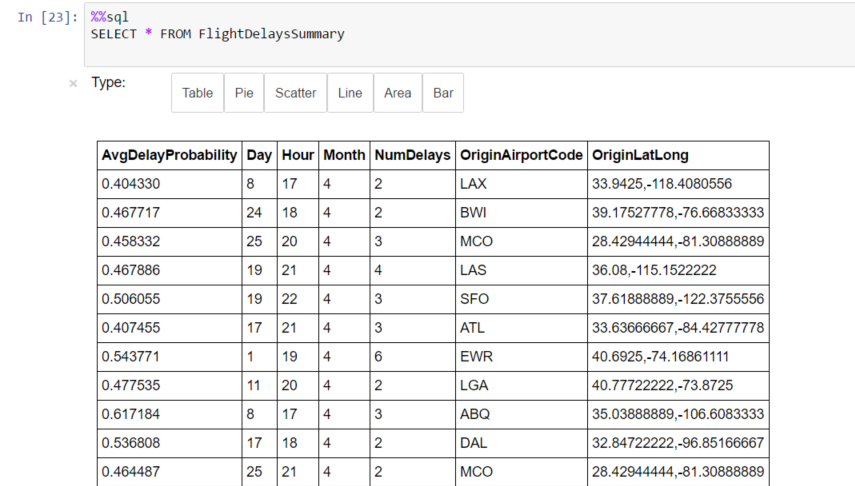 In [23]: %%sql
SELECT * FROM FlightDelaysSummary
× Type: Table Pie Scatter Line Area Bar
AvgDelayProbability Day Hour Month NumDelays OriginAirportCode OriginLatLong
0.404330 8 17 4 2 LAX 33.9425,-118.4080556
0.467717 24 18 4 2 BWI 39.17527778,-76.66833333
0.458332 25 20 4 3 MCO 28.42944444,-81.30888889
0.467886 19 21 4 4 LAS 36.08,-115.1522222
0.506055 19 22 4 3 SFO 37.61888889,-122.3755556
0.407455 17 21 4 3 ATL 33.63666667,-84.42777778
0.543771 1 19 4 6 EWR 40.6925,-74.16861111
0.477535 11 20 4 2 LGA 40.77722222,-73.8725
0.617184 8 17 4 3 ABQ 35.03888889,-106.6083333
0.536808 17 18 4 2 DAL 32.84722222,-96.85166667
0.464487 25 21 4 2 MCO 28.42944444,-81.30888889